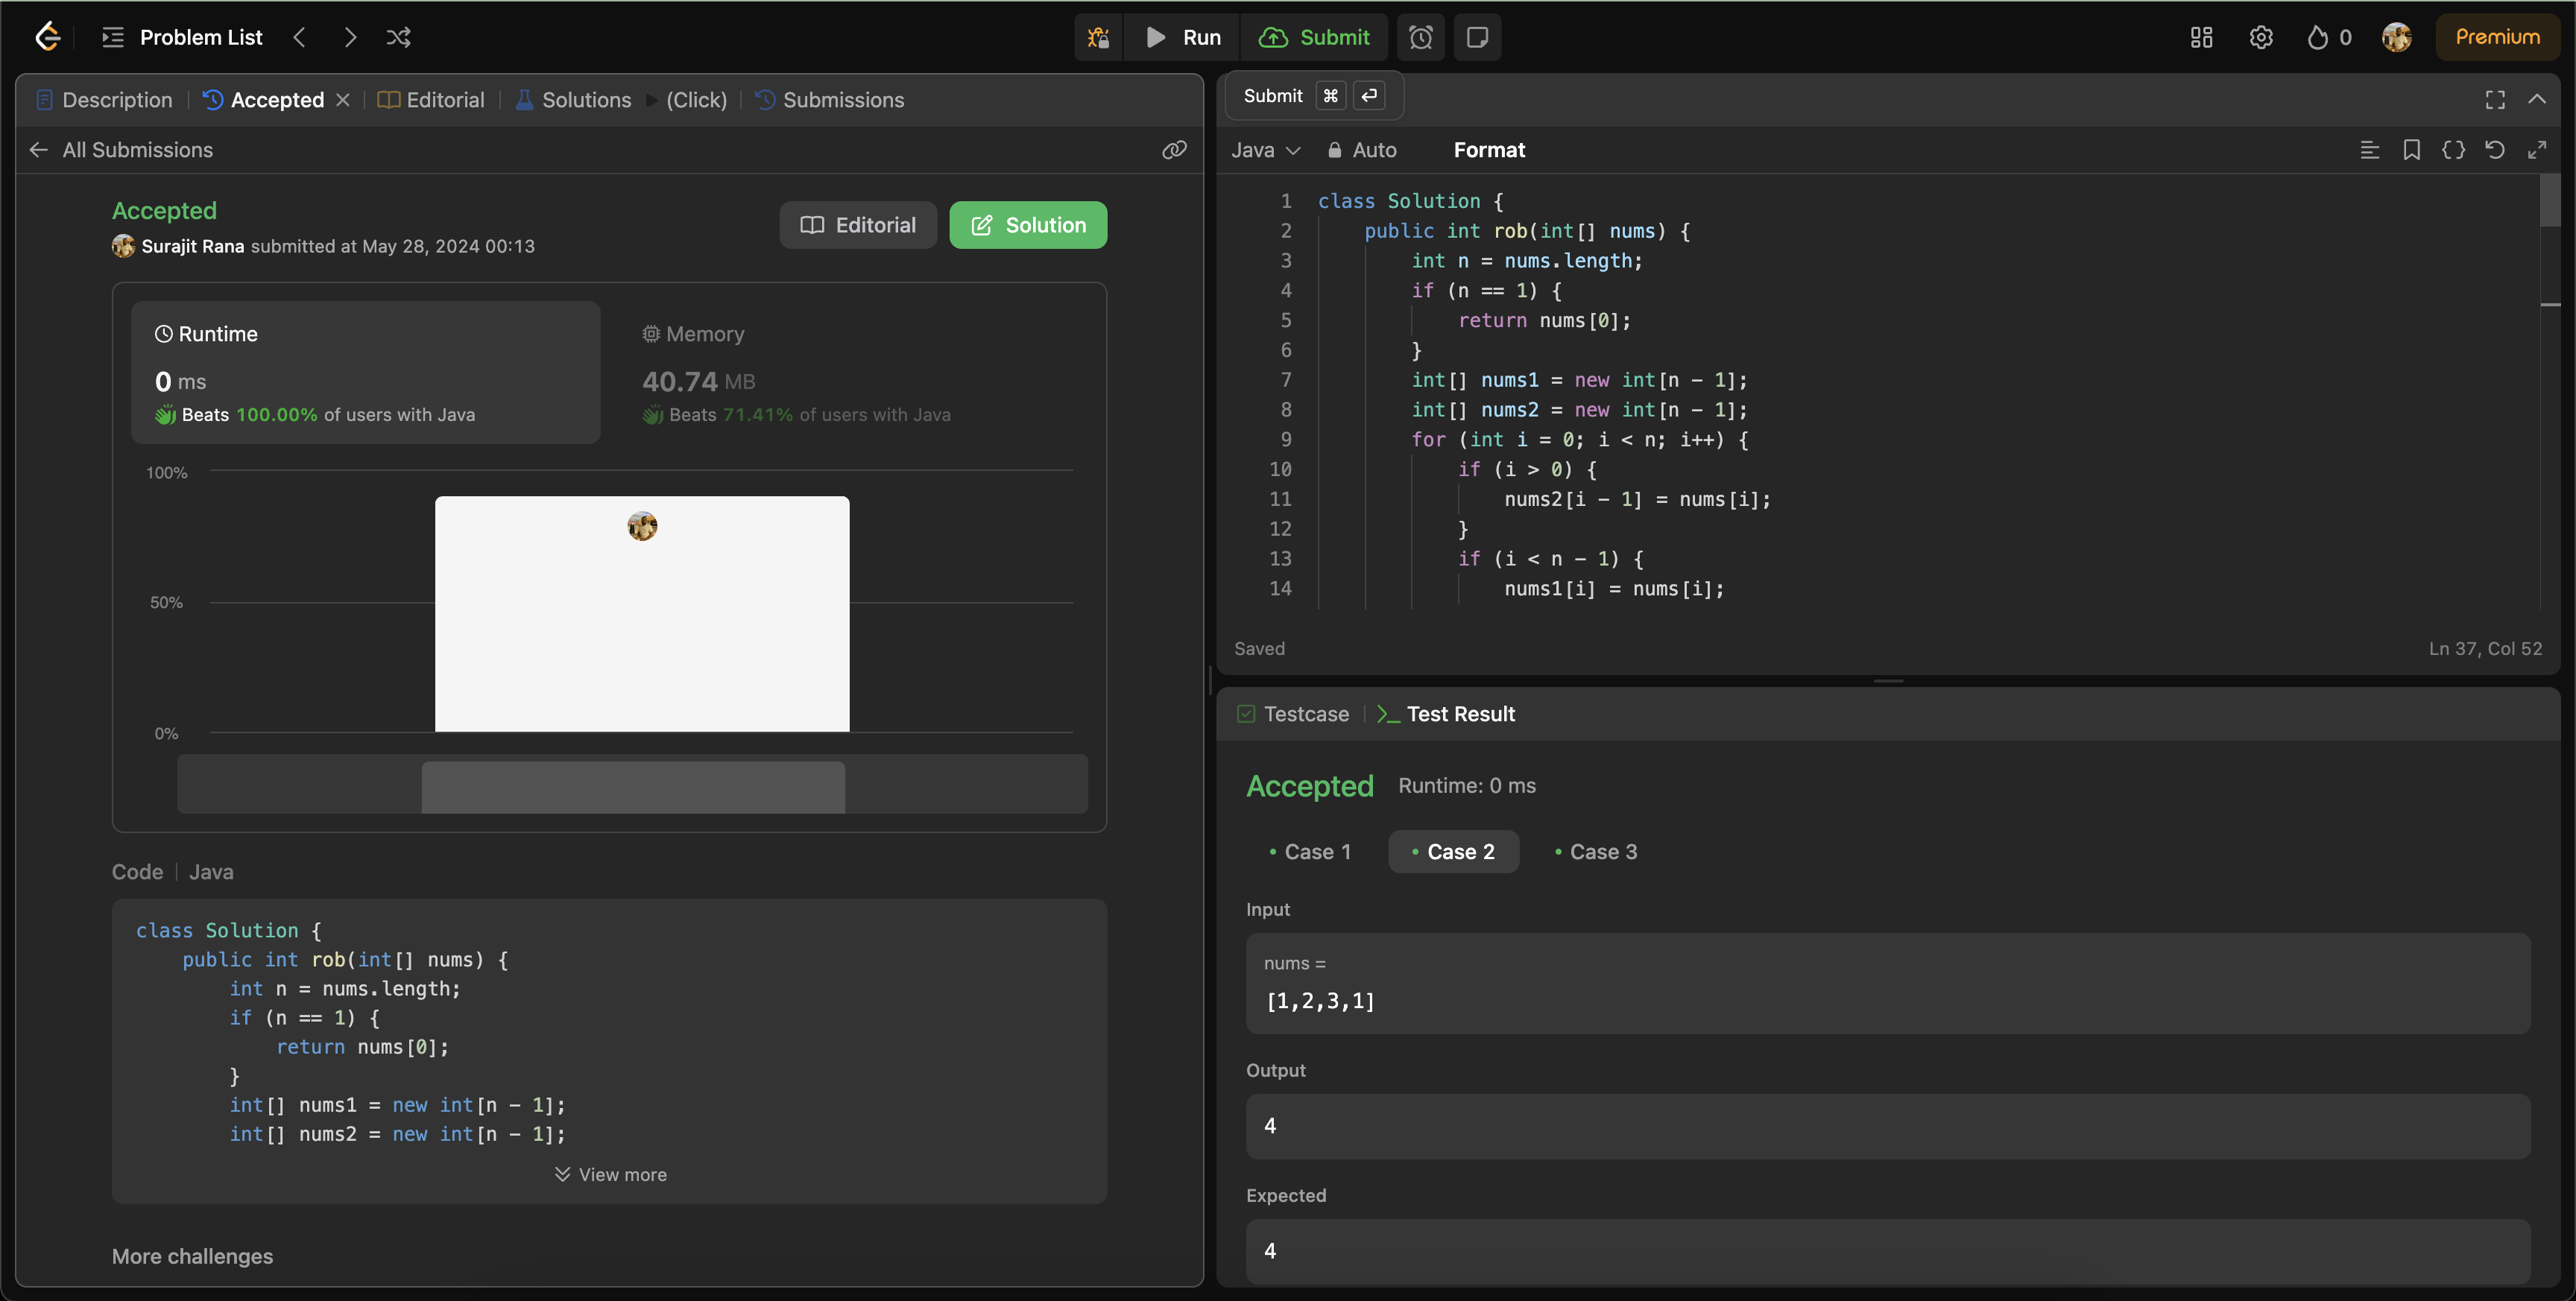 Problem List
Run
Submit
0
Premium
Description
Accepted
Editorial
Solutions
(Click)
Submissions
All Submissions
Accepted
Surajit Rana submitted at May 28, 2024 00:13
Editorial
Solution
Runtime
0 ms
Beats 100.00% of users with Java
Memory
40.74 MB
Beats 71.41% of users with Java
100%
50%
0%
Code
Java
class Solution {
public int rob(int[] nums) {
int n = nums.length;
if (n == 1) {
return nums[0];
}
int[] nums1 = new int[n - 1];
int[] nums2 = new int[n - 1];
View more
More challenges
Submit ⌘
Java
Auto
Format
1 class Solution {
2 public int rob(int[] nums) {
3 int n = nums.length;
4 if (n == 1) {
5 return nums[0];
6 }
7 int[] nums1 = new int[n - 1];
8 int[] nums2 = new int[n - 1];
9 for (int i = 0; i < n; i++) {
10 if (i > 0) {
11 nums2[i - 1] = nums[i];
12 }
13 if (i < n - 1) {
14 nums1[i] = nums[i];
Saved
Ln 37, Col 52
Testcase
Test Result
Accepted
Runtime: 0 ms
Case 1
Case 2
Case 3
Input
nums =
[1,2,3,1]
Output
4
Expected
4